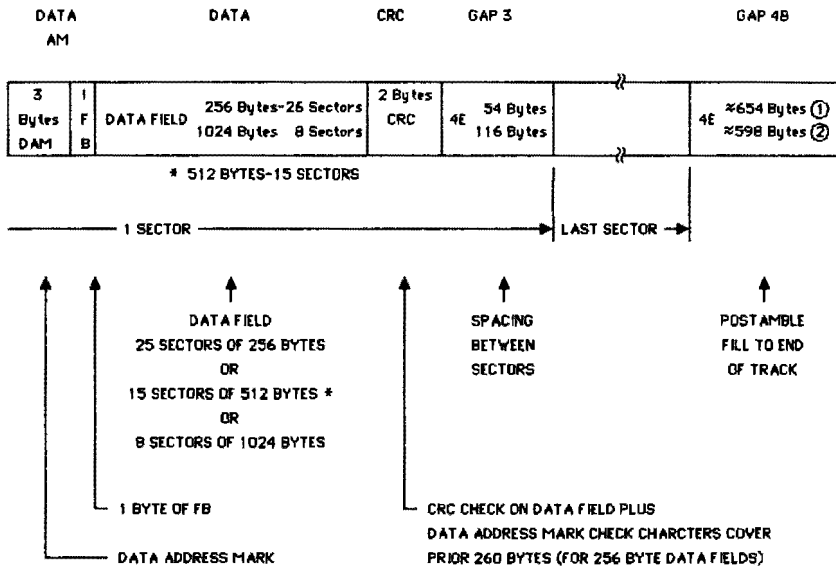 DATA
AM
DATA
CRC
GAP 3
GAP 4B
3
Bytes
DAM
1
F
B
DATA FIELD
256 Bytes-26 Sectors
1024 Bytes 8 Sectors
2 Bytes
CRC
4E
54 Bytes
116 Bytes
4E
≈654 Bytes ①
≈598 Bytes ②
* 512 BYTES-15 SECTORS
1 SECTOR
LAST SECTOR
DATA FIELD
25 SECTORS OF 256 BYTES
OR
15 SECTORS OF 512 BYTES *
OR
8 SECTORS OF 1024 BYTES
SPACING
BETWEEN
SECTORS
POSTAMBLE
FILL TO END
OF TRACK
1 BYTE OF FB
DATA ADDRESS MARK
CRC CHECK ON DATA FIELD PLUS
DATA ADDRESS MARK CHECK CHARCTERS COVER
PRIOR 260 BYTES (FOR 256 BYTE DATA FIELDS)